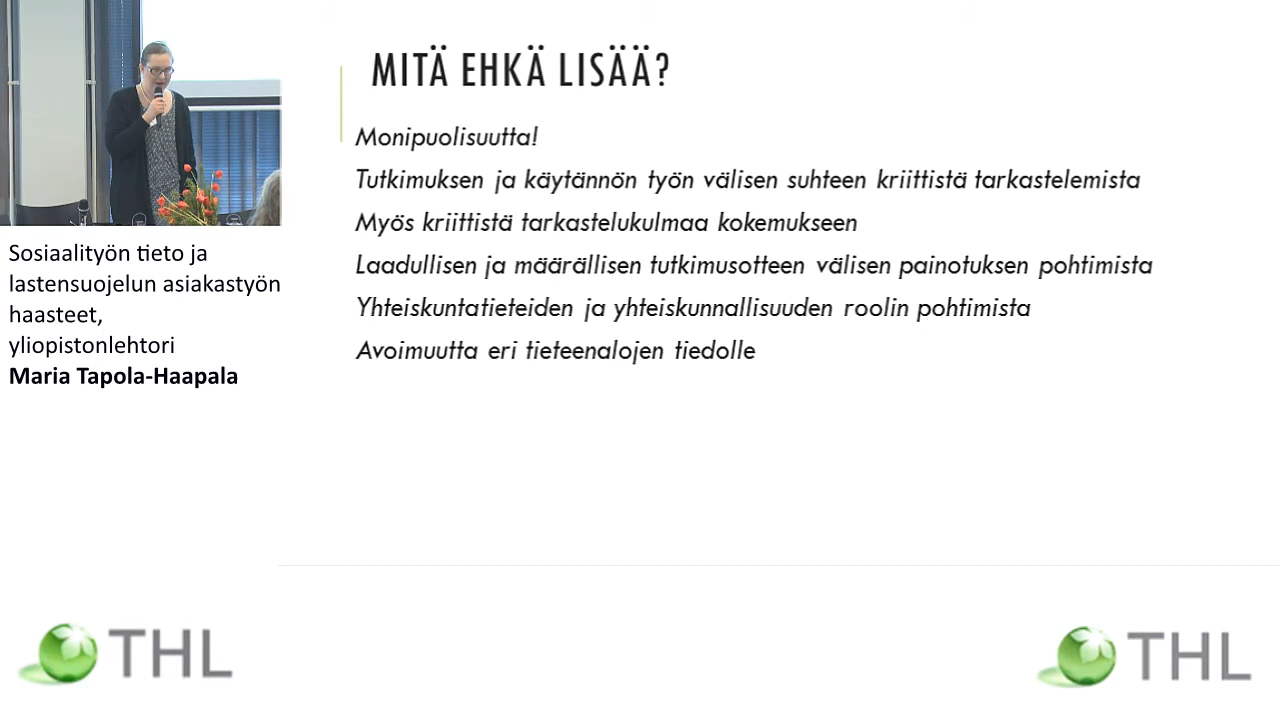 MITÄ EHKÄ LISÄÄ?
Monipuolisuutta!
Tutkimuksen ja käytännön työn välisen suhteen kriittistä tarkastelemista
Myös kriittistä tarkastelukulmaa kokemukseen
Laadullisen ja määrällisen tutkimusotteen välisen painotuksen pohtimista
Yhteiskuntatieteiden ja yhteiskunnallisuuden roolin pohtimista
Avoimuutta eri tieteenalojen tiedolle
Sosiaalityön tieto ja
lastensuojelun asiakastyön
haasteet,
yliopistonlehtori
Maria Tapola-Haapala
THL
THL